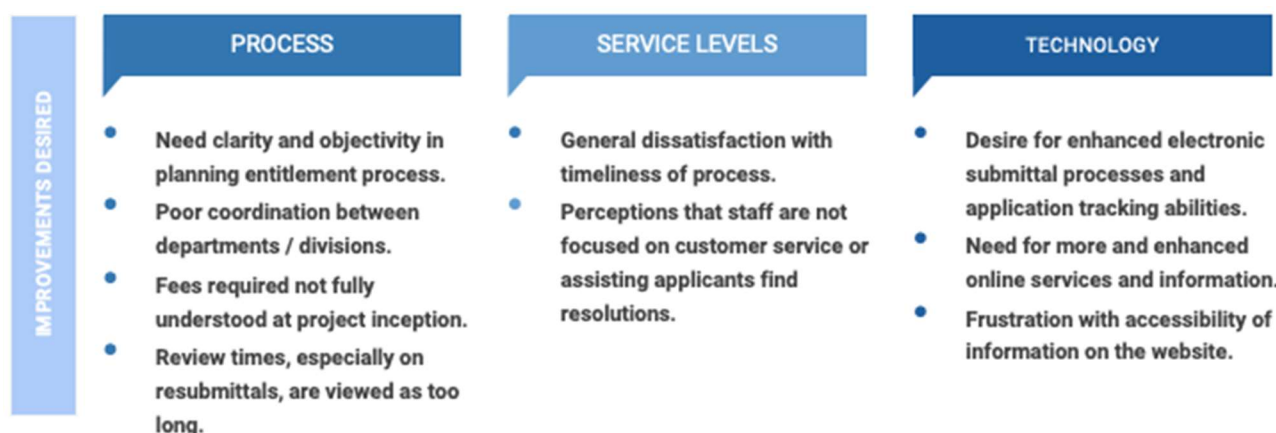 IMPROVEMENTS DESIRED
PROCESS
Need clarity and objectivity in
planning entitlement process.
Poor coordination between
departments / divisions.
Fees required not fully
understood at project inception.
Review times, especially on
resubmittals, are viewed as too
long.
SERVICE LEVELS
General dissatisfaction with
timeliness of process.
Perceptions that staff are not
focused on customer service or
assisting applicants find
resolutions.
TECHNOLOGY
Desire for enhanced electronic
submittal processes and
application tracking abilities.
Need for more and enhanced
online services and information.
Frustration with accessibility of
information on the website.